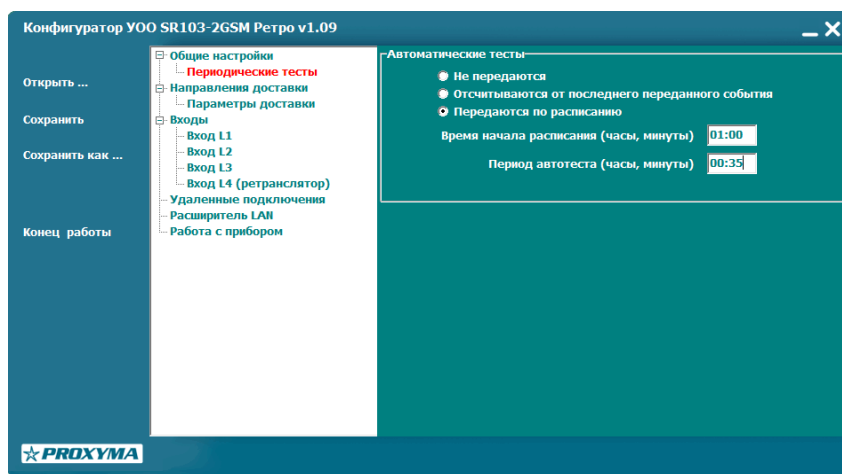 Конфигуратор УОО SR103-2GSM Ретро v1.09
Открыть ...
Сохранить
Сохранить как ...
Конец работы
Общие настройки
Периодические тесты
Направления доставки
Параметры доставки
Входы
Вход L1
Вход L2
Вход L3
Вход L4 (ретранслятор)
Удаленные подключения
Расширитель LAN
Работа с прибором
Автоматические тесты
Не передаются
Отсчитываются от последнего переданного события
Передаются по расписанию
Время начала расписания (часы, минуты) 01:00
Период автотеста (часы, минуты) 00:35
PROXYMA